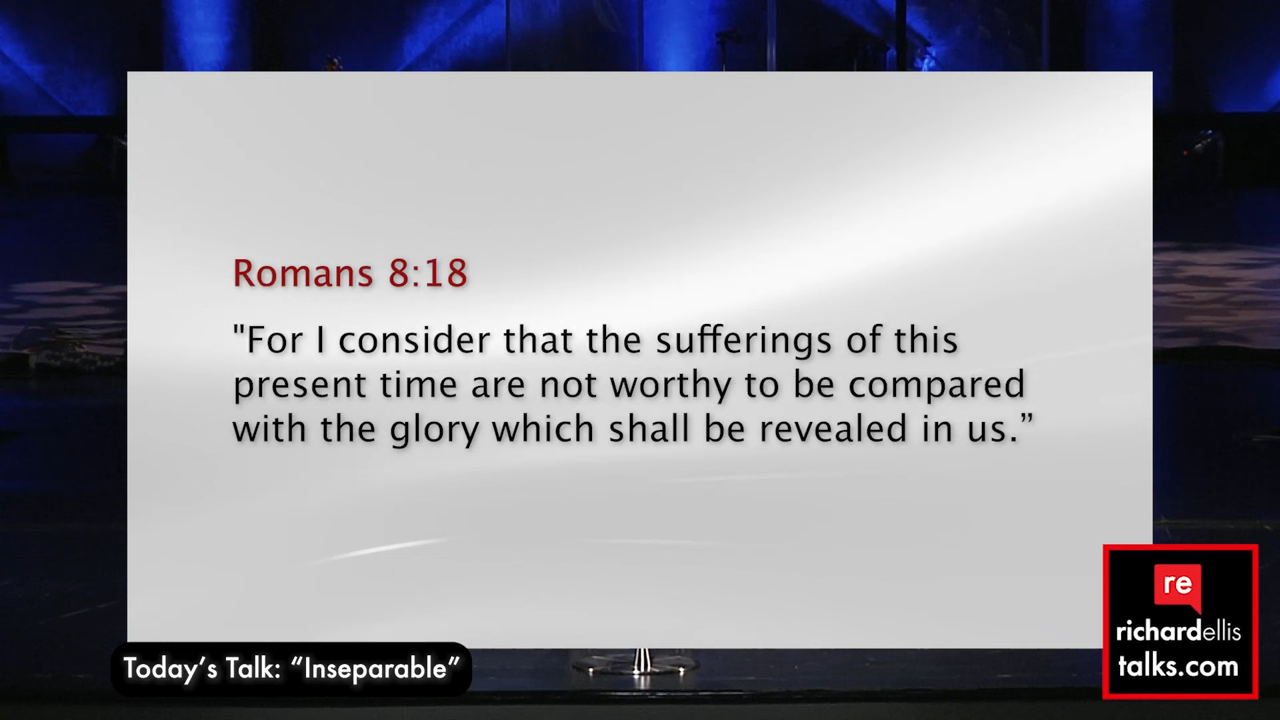 Romans 8:18
"For I consider that the sufferings of this
present time are not worthy to be compared
with the glory which shall be revealed in us.”
Today’s Talk: “Inseparable”
re
richardellis
talks.com